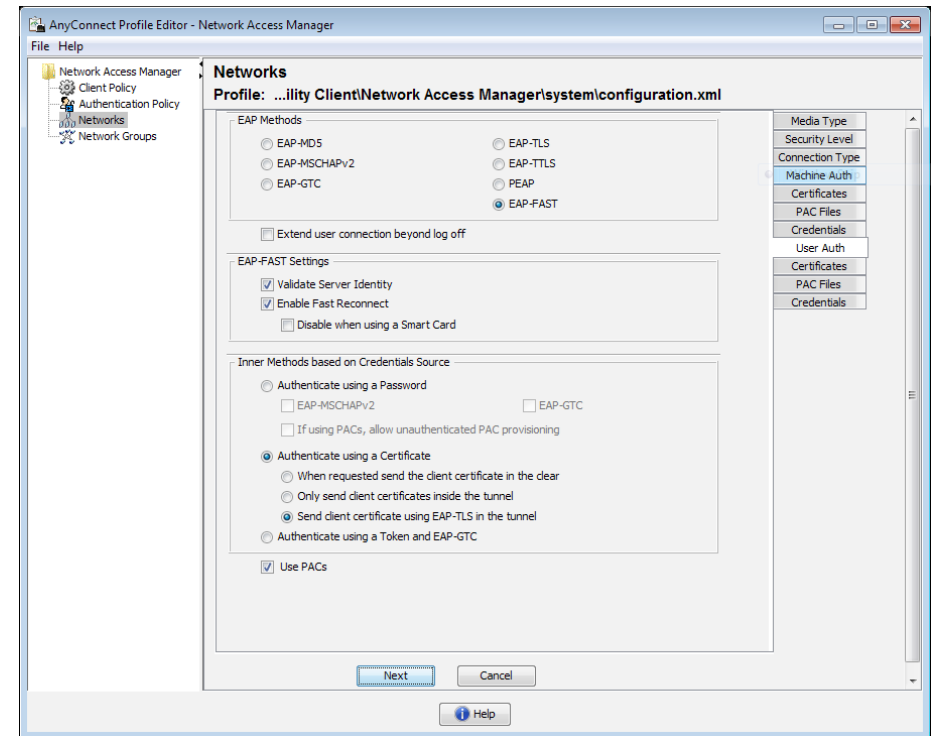 AnyConnect Profile Editor - Network Access Manager
File Help
Network Access Manager
Client Policy
Authentication Policy
Networks
Network Groups
Networks
Profile: ...ility Client\Network Access Manager\system\configuration.xml
EAP Methods
EAP-MD5 EAP-TLS
EAP-MSCHAPv2 EAP-TTLS
EAP-GTC PEAP
EAP-FAST
Extend user connection beyond log off
EAP-FAST Settings
Validate Server Identity
Enable Fast Reconnect
Disable when using a Smart Card
Inner Methods based on Credentials Source
Authenticate using a Password
EAP-MSCHAPv2 EAP-GTC
If using PACs, allow unauthenticated PAC provisioning
Authenticate using a Certificate
When requested send the client certificate in the clear
Only send client certificates inside the tunnel
Send client certificate using EAP-TLS in the tunnel
Authenticate using a Token and EAP-GTC
Use PACs
Media Type
Security Level
Connection Type
Machine Auth
Certificates
PAC Files
Credentials
User Auth
Certificates
PAC Files
Credentials
Next Cancel
Help